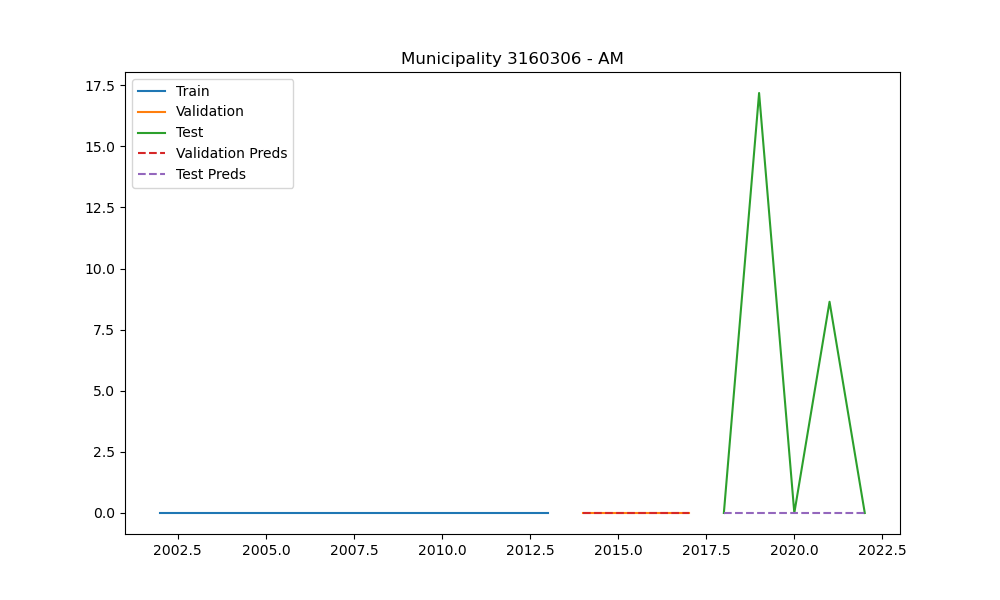 Municipality 3160306 - AM
17.5
15.0
12.5
10.0
7.5
5.0
2.5
0.0
Train
Validation
Test
Validation Preds
Test Preds
2002.5 2005.0 2007.5 2010.0 2012.5 2015.0 2017.5 2020.0 2022.5